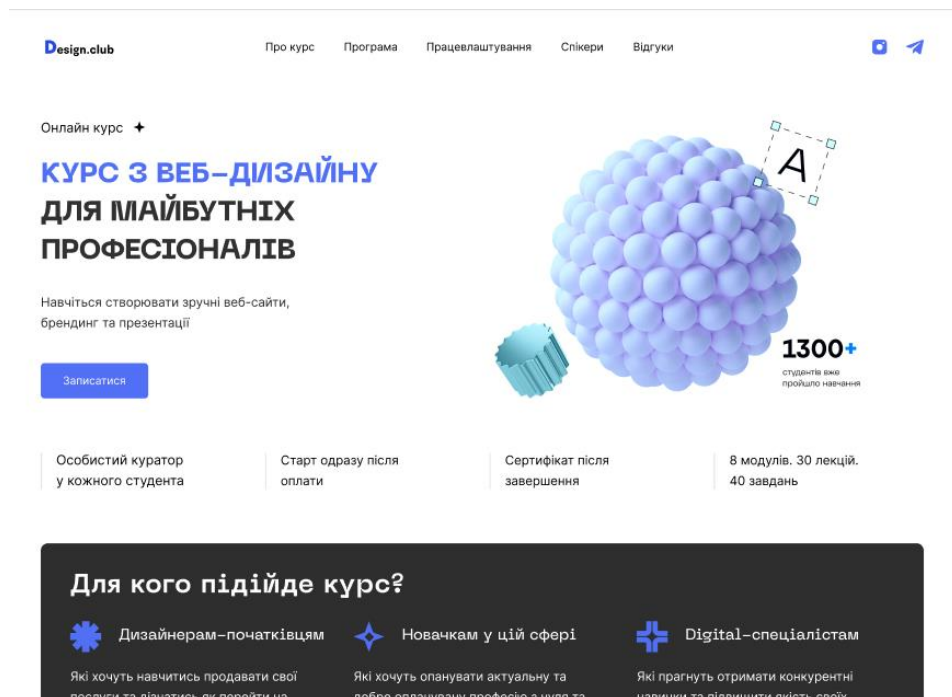 Design.club
Про курс
Програма
Працевлаштування
Спікери
Відгуки
Онлайн курс
КУРС З ВЕБ-ДИЗАЙНУ
ДЛЯ МАЙБУТНІХ
ПРОФЕСІОНАЛІВ
Навчіться створювати зручні веб-сайти,
брендинг та презентації
Записатися
A
1300+
студентів вже
пройшло навчання
Особистий куратор
у кожного студента
Старт одразу після
оплати
Сертифікат після
завершення
8 модулів. 30 лекцій.
40 завдань
Для кого підійде курс?
Дизайнерам-початківцям
Новачкам у цій сфері
Digital-спеціалістам
Які хочуть навчитись продавати свої
Які хочуть опанувати актуальну та
Які прагнуть отримати конкурентні